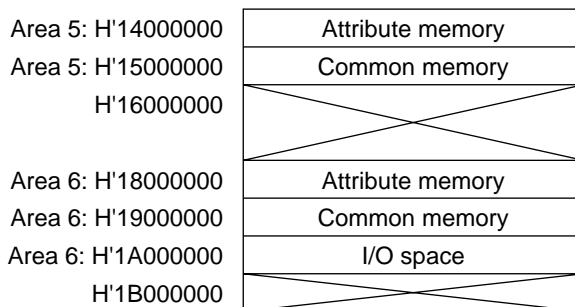 Area 5: H'14000000 Attribute memory
Area 5: H'15000000 Common memory
H'16000000
Area 6: H'18000000 Attribute memory
Area 6: H'19000000 Common memory
Area 6: H'1A000000 I/O space
H'1B000000